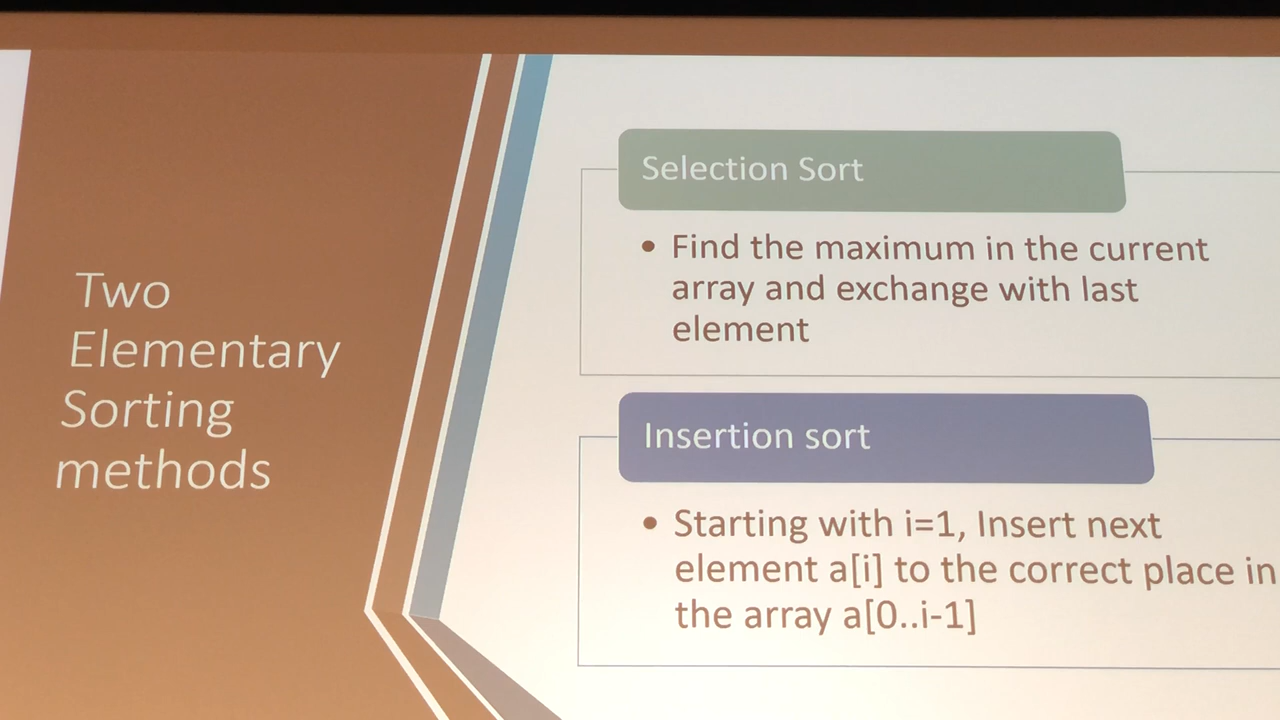 Two
Elementary
Sorting
methods
Selection Sort
• Find the maximum in the current
array and exchange with last
element
Insertion sort
• Starting with i=1, Insert next
element a[i] to the correct place in
the array a[0..i-1]